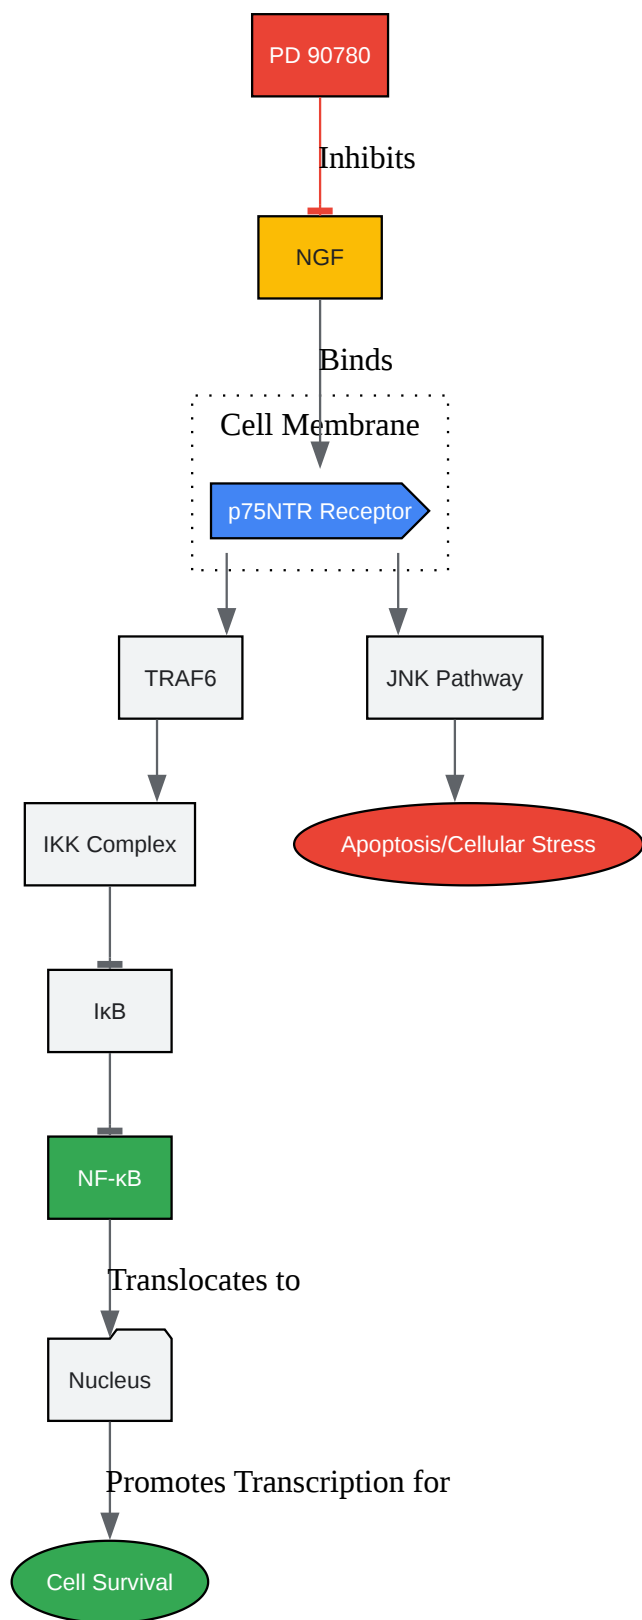 PD 90780
Inhibits
NGF
Binds
Cell Membrane
p75NTR Receptor
TRAF6
JNK Pathway
IKK Complex
Apoptosis/Cellular Stress
IκB
NF-κB
Translocates to
Nucleus
Promotes Transcription for
Cell Survival